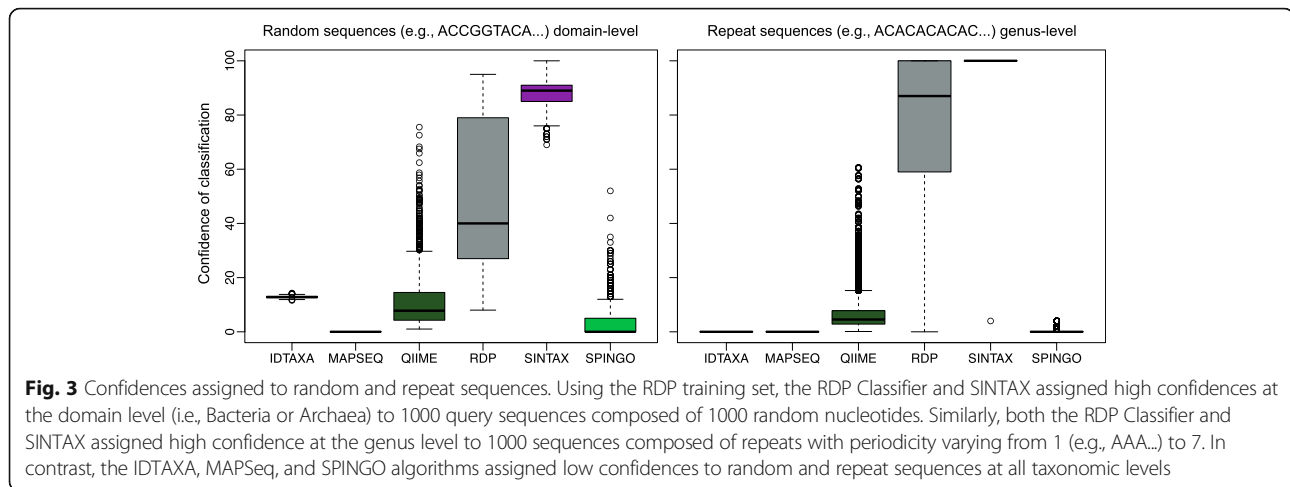 Random sequences (e.g., ACCGGTACA...) domain-level
Repeat sequences (e.g., ACACACACAC...) genus-level
Confidence of classification
100
80
60
40
20
0
IDTAXA MAPSEQ QIIME RDP SINTAX SPINGO
IDTAXA MAPSEQ QIIME RDP SINTAX SPINGO
Fig. 3 Confidences assigned to random and repeat sequences. Using the RDP training set, the RDP Classifier and SINTAX assigned high confidences at
the domain level (i.e., Bacteria or Archaea) to 1000 query sequences composed of 1000 random nucleotides. Similarly, both the RDP Classifier and
SINTAX assigned high confidence at the genus level to 1000 sequences composed of repeats with periodicity varying from 1 (e.g., AAA...) to 7. In
contrast, the IDTAXA, MAPSeq, and SPINGO algorithms assigned low confidences to random and repeat sequences at all taxonomic levels